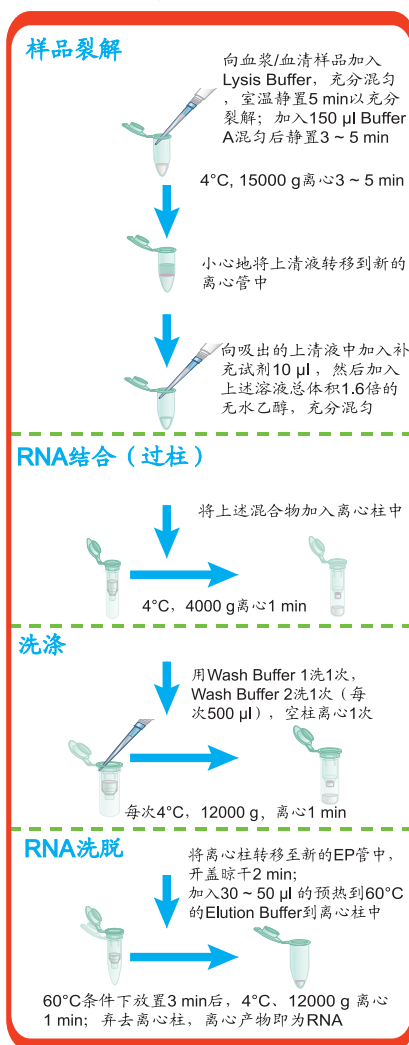 样品裂解
向血浆/血清样品加入
Lysis Buffer，充分混匀
，室温静置5 min以充分
裂解；加入150 µl Buffer
A混匀后静置3 ~ 5 min
4°C, 15000 g离心3 ~ 5 min
小心地将上清液转移到新的
离心管中
向吸出的上清液中加入补
充试剂10 µl ，然后加入
上述溶液总体积1.6倍的
无水乙醇，充分混匀
RNA结合（过柱）
将上述混合物加入离心柱中
4°C，4000 g离心1 min
洗涤
用Wash Buffer 1洗1次，
Wash Buffer 2洗1次（每
次500 µl），空柱离心1次
每次4°C，12000 g，离心1 min
RNA洗脱
将离心柱转移至新的EP管中，
开盖晾干2 min；
加入30 ~ 50 µl 的预热到60°C
的Elution Buffer到离心柱中
60°C条件下放置3 min后，4°C、12000 g 离心
1 min；弃去离心柱，离心产物即为RNA